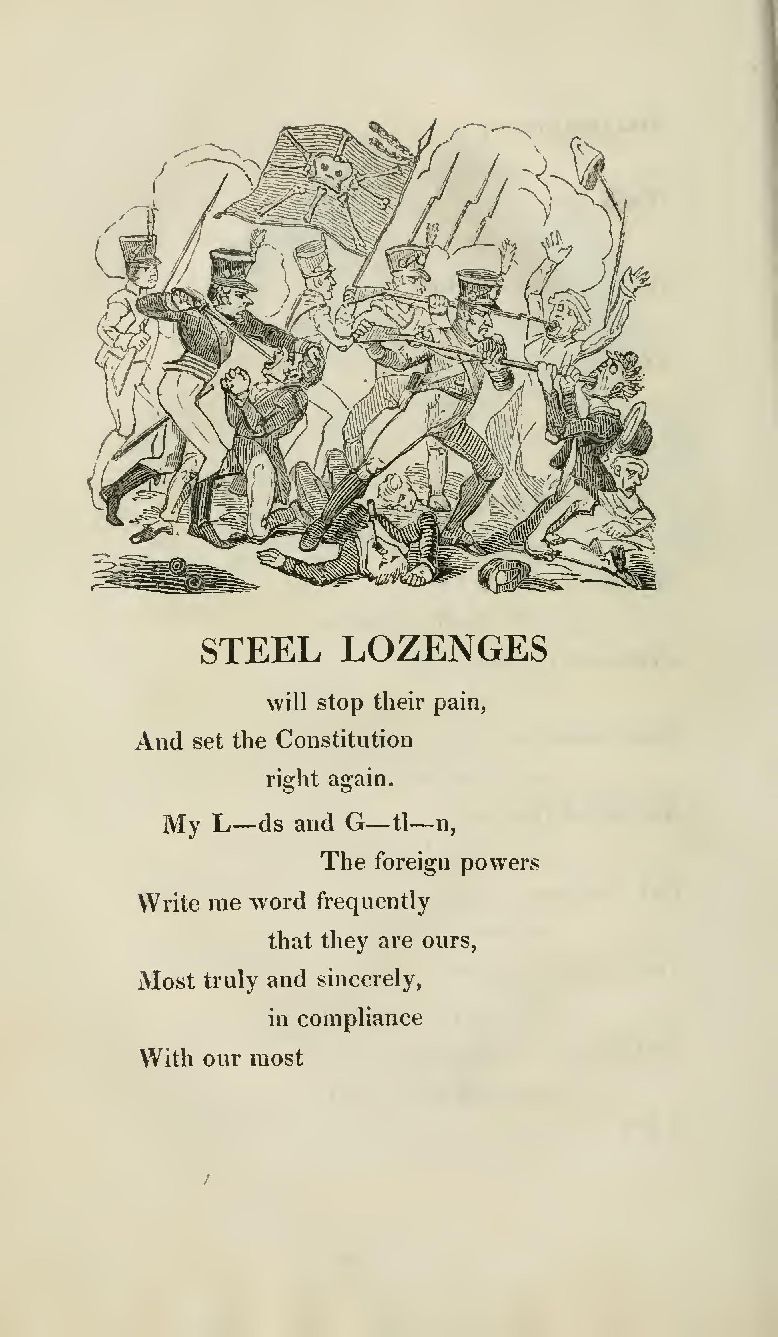 STEEL LOZENGES
will stop their pain,
And set the Constitution
right again.
My L—ds and G—tl—n,
The foreign powers
Write me word frequently
that they are ours,
Most truly and sincerely,
in compliance
With our most